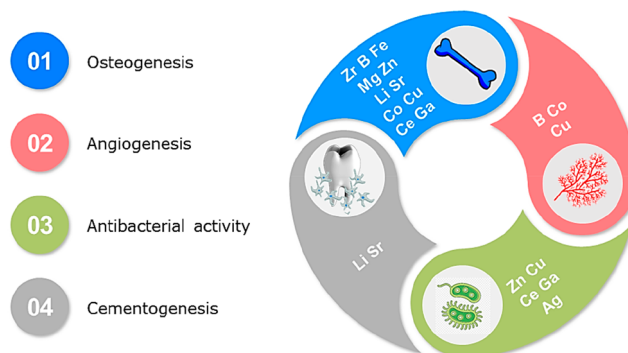 01 Osteogenesis
02 Angiogenesis
03 Antibacterial activity
04 Cementogenesis
Zr B Fe
Mg Zn
Li Sr
Co Cu
Ce Ga
B Co
Cu
Zn Cu
Ce Ga
Ag
Li Sr